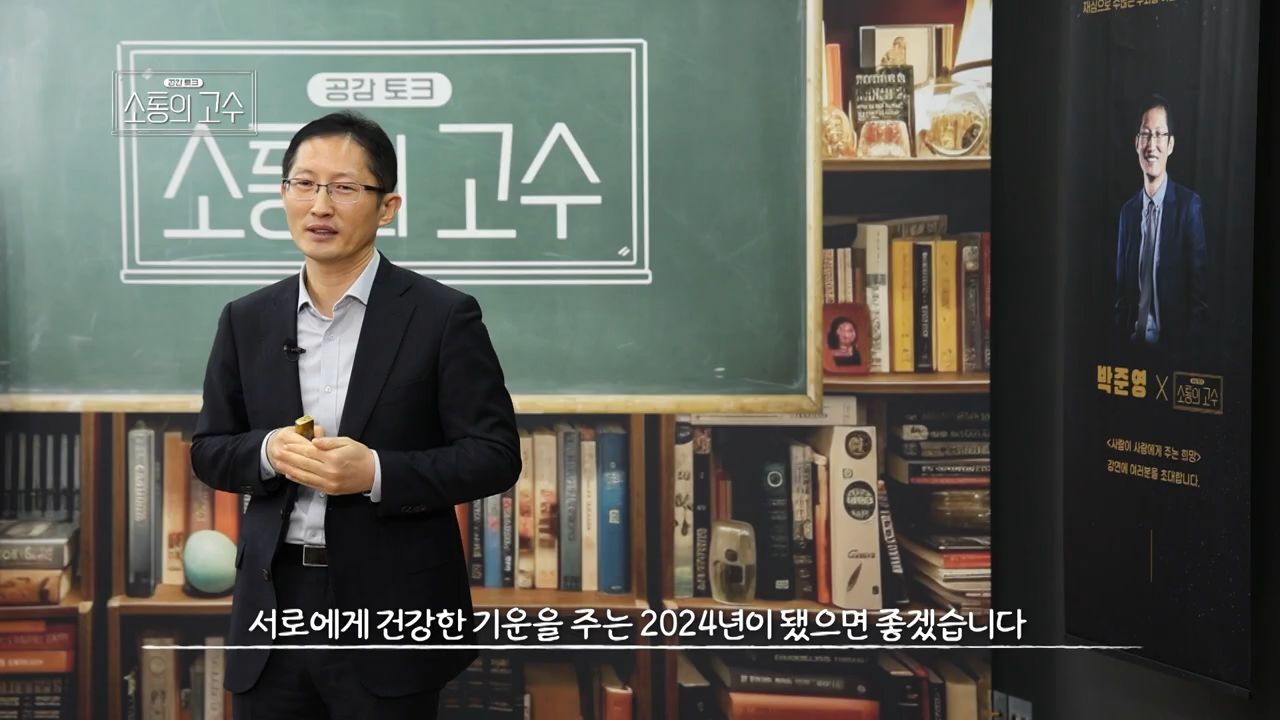 공감 토크
소통의 고수
공감 토크
소통의 고수
박준영 X 소통의 고수
<사람이 사람에게 주는 희망>
강연에 여러분을 초대합니다.
서로에게 건강한 기운을 주는 2024년이 됐으면 좋겠습니다